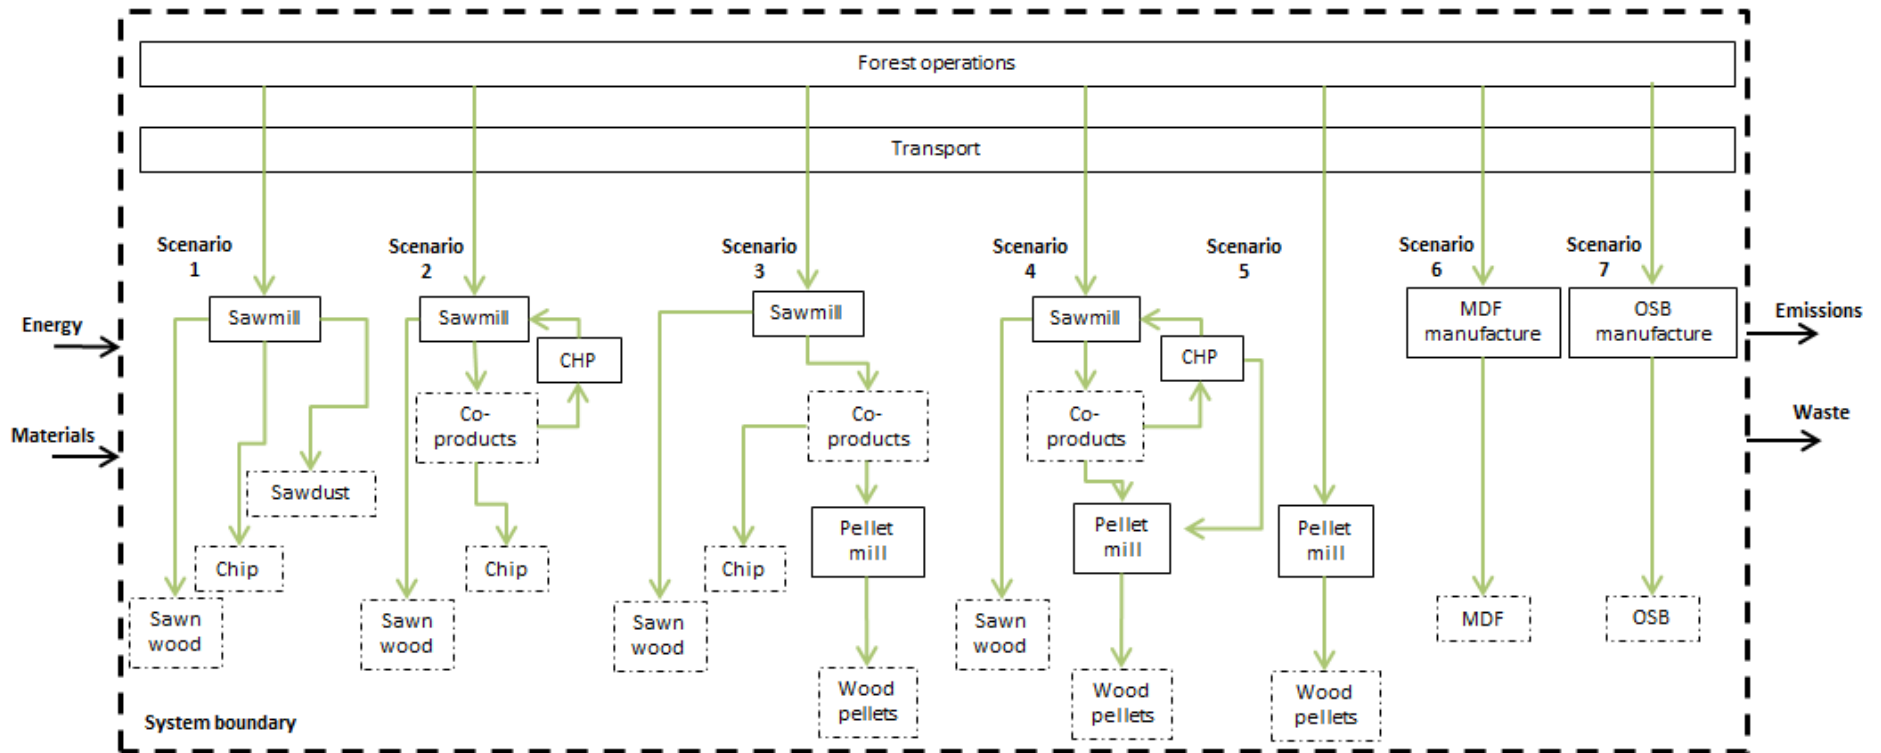 Forest operations
Transport
Scenario
1
Scenario
2
Scenario
3
Scenario
4
Scenario
5
Scenario
6
Scenario
7
Energy
Materials
Emissions
Waste
Sawmill
Sawdust
Chip
Sawn
wood
Sawmill
CHP
Co-
products
Chip
Sawn
wood
Sawmill
Co-
products
Chip
Pellet
mill
Sawn
wood
Wood
pellets
Sawmill
CHP
Co-
products
Pellet
mill
Sawn
wood
Wood
pellets
Pellet
mill
Wood
pellets
MDF
manufacture
MDF
OSB
manufacture
OSB
System boundary